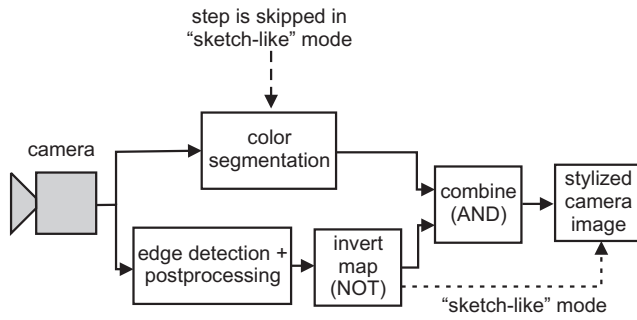 step is skipped in
“sketch-like” mode
camera
color
segmentation
edge detection +
postprocessing
invert
map
(NOT)
combine
(AND)
stylized
camera
image
“sketch-like” mode